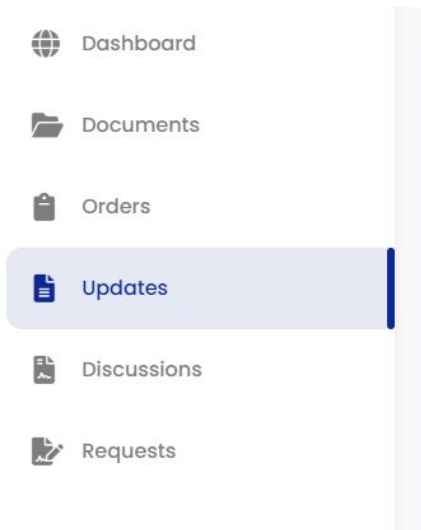 Dashboard
Documents
Orders
Updates
Discussions
Requests